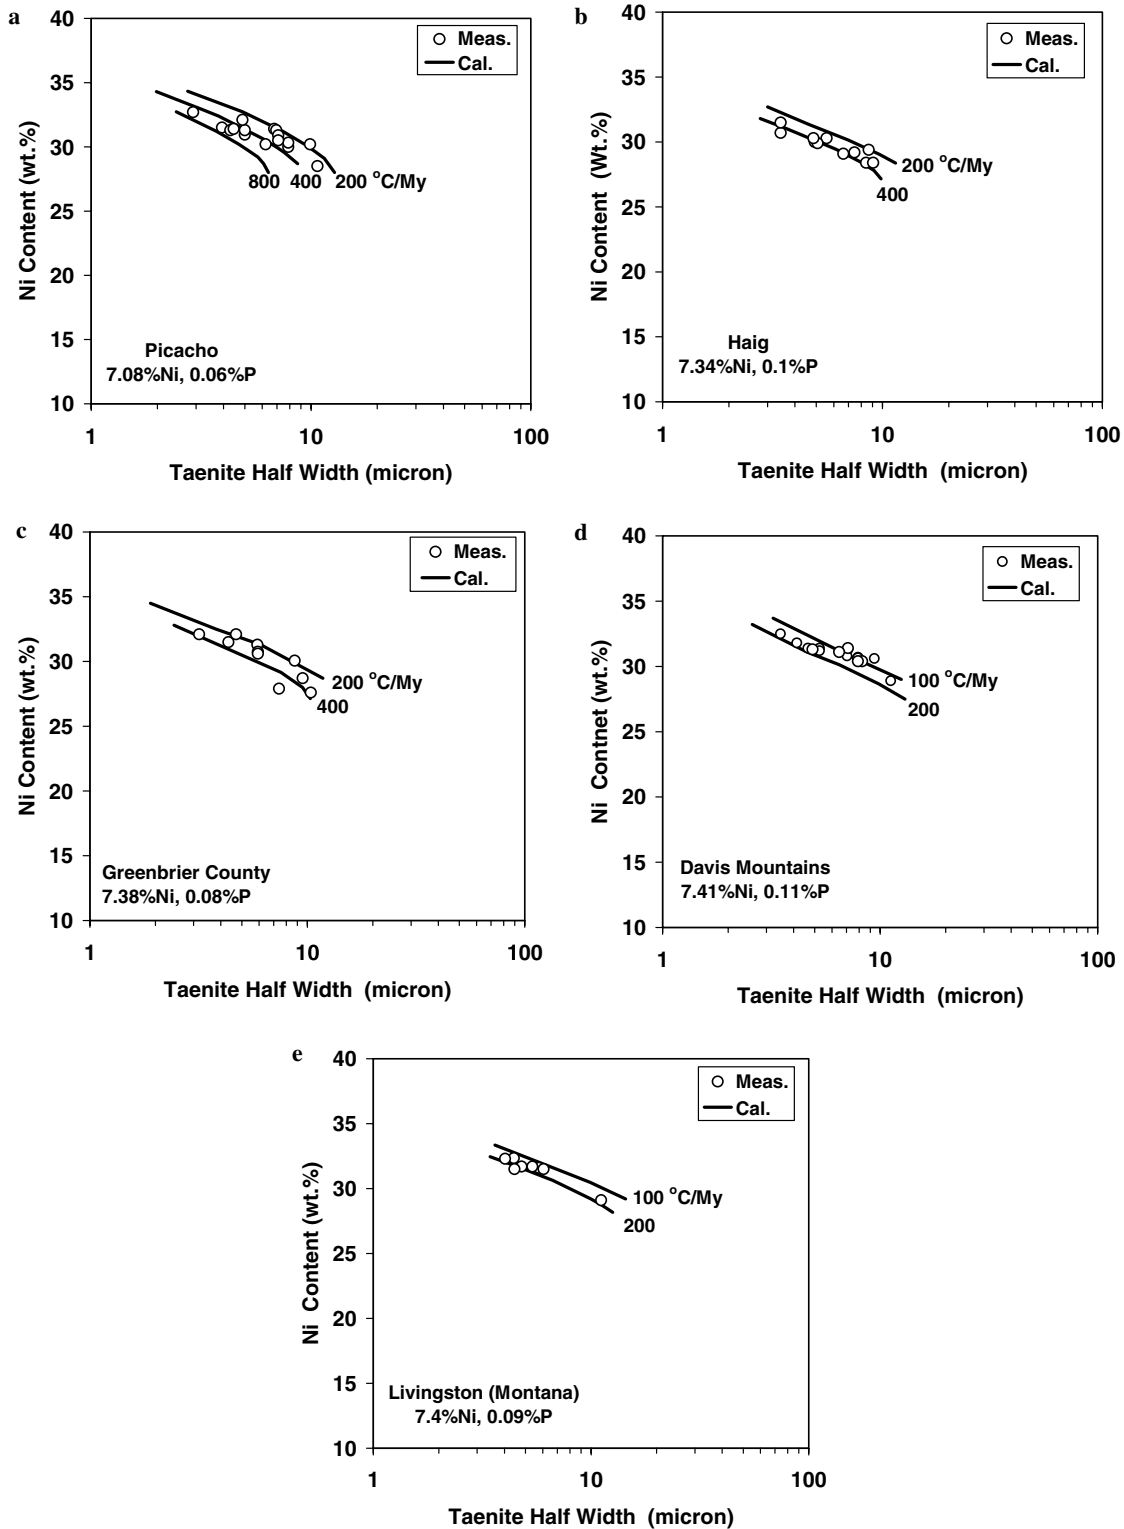 a
40
35
30
25
20
15
10
Ni Content (wt.%)
Meas.
Cal.
800
400
200 °C/My
Picacho
7.08%Ni, 0.06%P
1
10
100
Taenite Half Width (micron)
b
40
35
30
25
20
15
10
Ni Content (Wt.%)
Meas.
Cal.
200 °C/My
400
Haig
7.34%Ni, 0.1%P
1
10
100
Taenite Half Width (micron)
c
40
35
30
25
20
15
10
Ni Content (wt.%)
Meas.
Cal.
200 °C/My
400
Greenbrier County
7.38%Ni, 0.08%P
1
10
100
Taenite Half Width (micron)
d
40
35
30
25
20
15
10
Ni Contnet (wt.%)
Meas.
Cal.
100 °C/My
200
Davis Mountains
7.41%Ni, 0.11%P
1
10
100
Taenite Half Width (micron)
e
40
35
30
25
20
15
10
Ni Content (wt.%)
Meas.
Cal.
100 °C/My
200
Livingston (Montana)
7.4%Ni, 0.09%P
1
10
100
Taenite Half Width (micron)